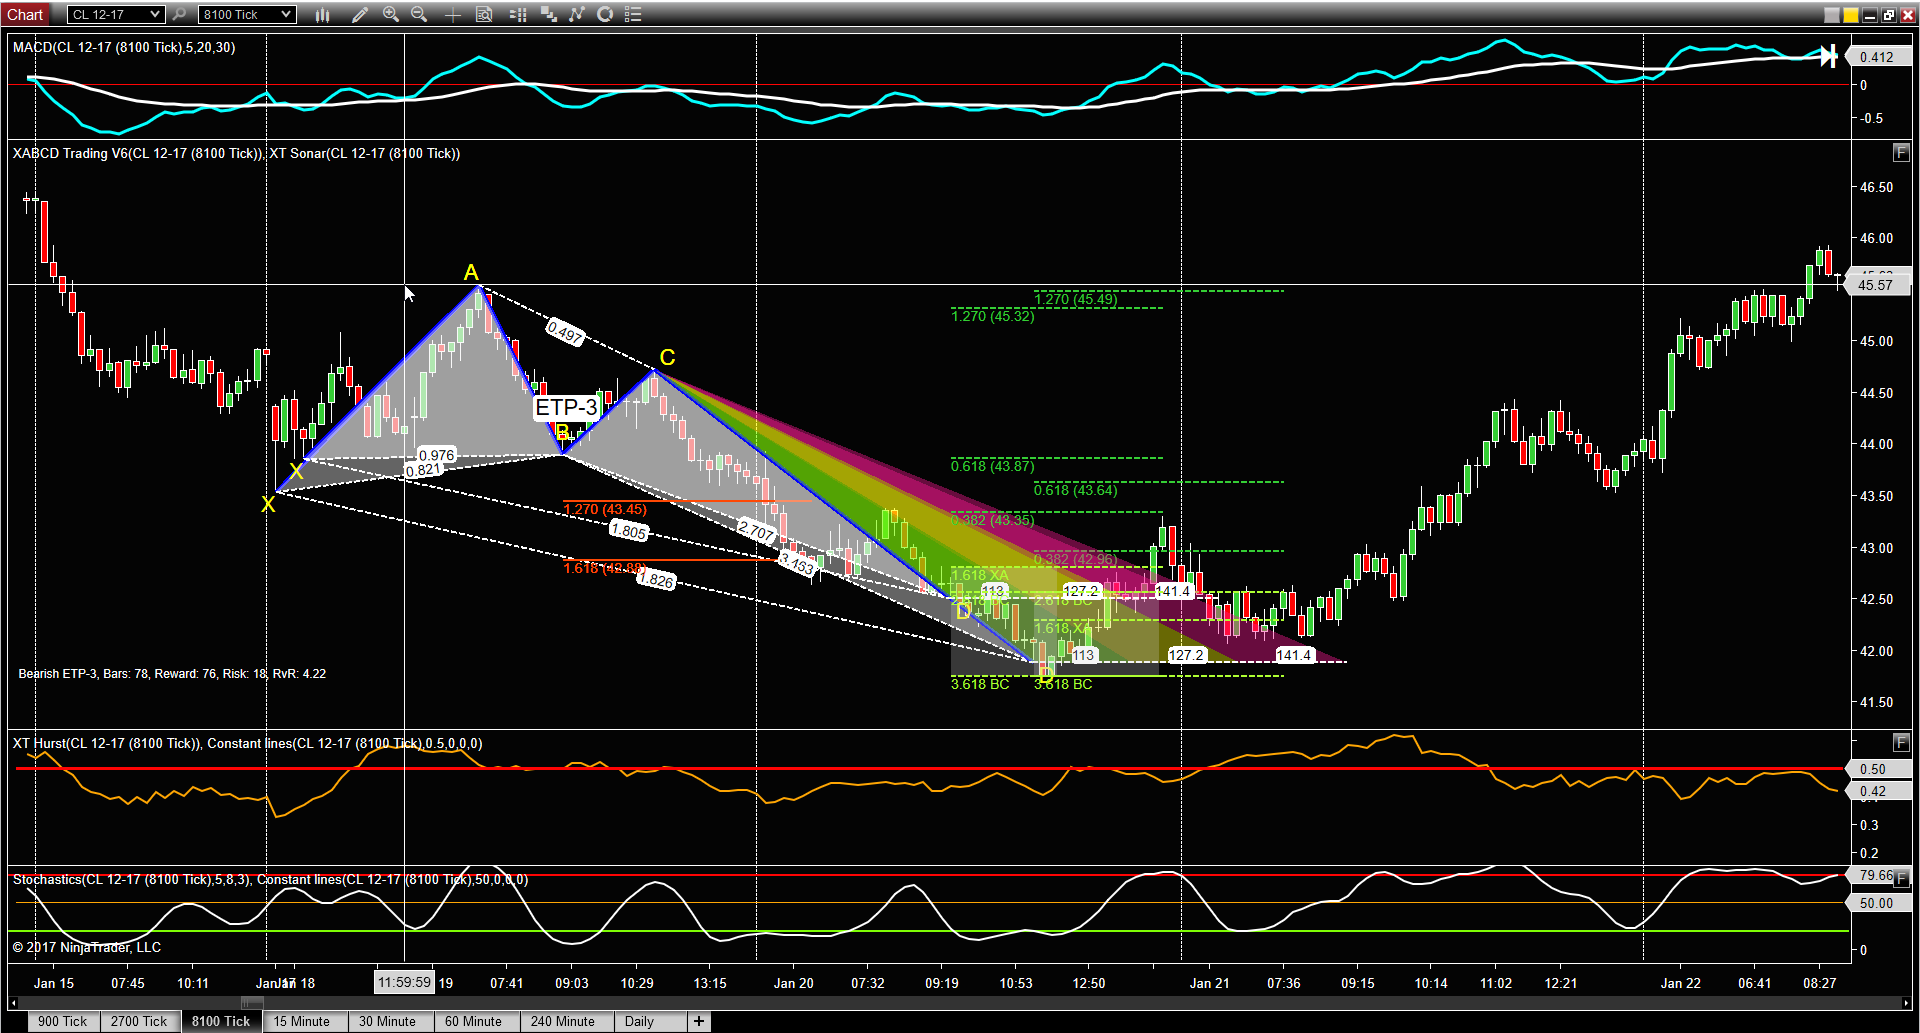 Chart CL 12-17 8100 Tick
MACD(CL 12-17 (8100 Tick),5,20,30)
0.412
0
-0.5
XABCD Trading V6(CL 12-17 (8100 Tick)), XT Sonar(CL 12-17 (8100 Tick))
F
46.50
46.00
45.57
45.00
44.50
44.00
43.50
43.00
42.50
42.00
41.50
A
0.497
C
1.270 (45.49)
1.270 (45.32)
ETP-3
B
0.976
0.821
X
X
0.618 (43.87)
0.618 (43.64)
1.270 (43.45)
0.382 (43.35)
1.805
2.707
0.382 (42.96)
1.618 (42.88)
3.463
1.826
1.618 XA
113 127.2 141.4
2.618 BC
D
1.618 XA
113 127.2 141.4
D
3.618 BC 3.618 BC
Bearish ETP-3, Bars: 78, Reward: 76, Risk: 18, RvR: 4.22
XT Hurst(CL 12-17 (8100 Tick)), Constant lines(CL 12-17 (8100 Tick),0.5,0,0,0)
F
0.50
0.42
0.3
0.2
Stochastics(CL 12-17 (8100 Tick),5,8,3), Constant lines(CL 12-17 (8100 Tick),50,0,0,0)
79.66 F
50.00
0
© 2017 NinjaTrader, LLC
Jan 15 07:45 10:11 Jan 18 11:59:59 19 07:41 09:03 10:29 13:15 Jan 20 07:32 09:19 10:53 12:50 Jan 21 07:36 09:15 10:14 11:02 12:21 Jan 22 06:41 08:27
900 Tick 2700 Tick 8100 Tick 15 Minute 30 Minute 60 Minute 240 Minute Daily +